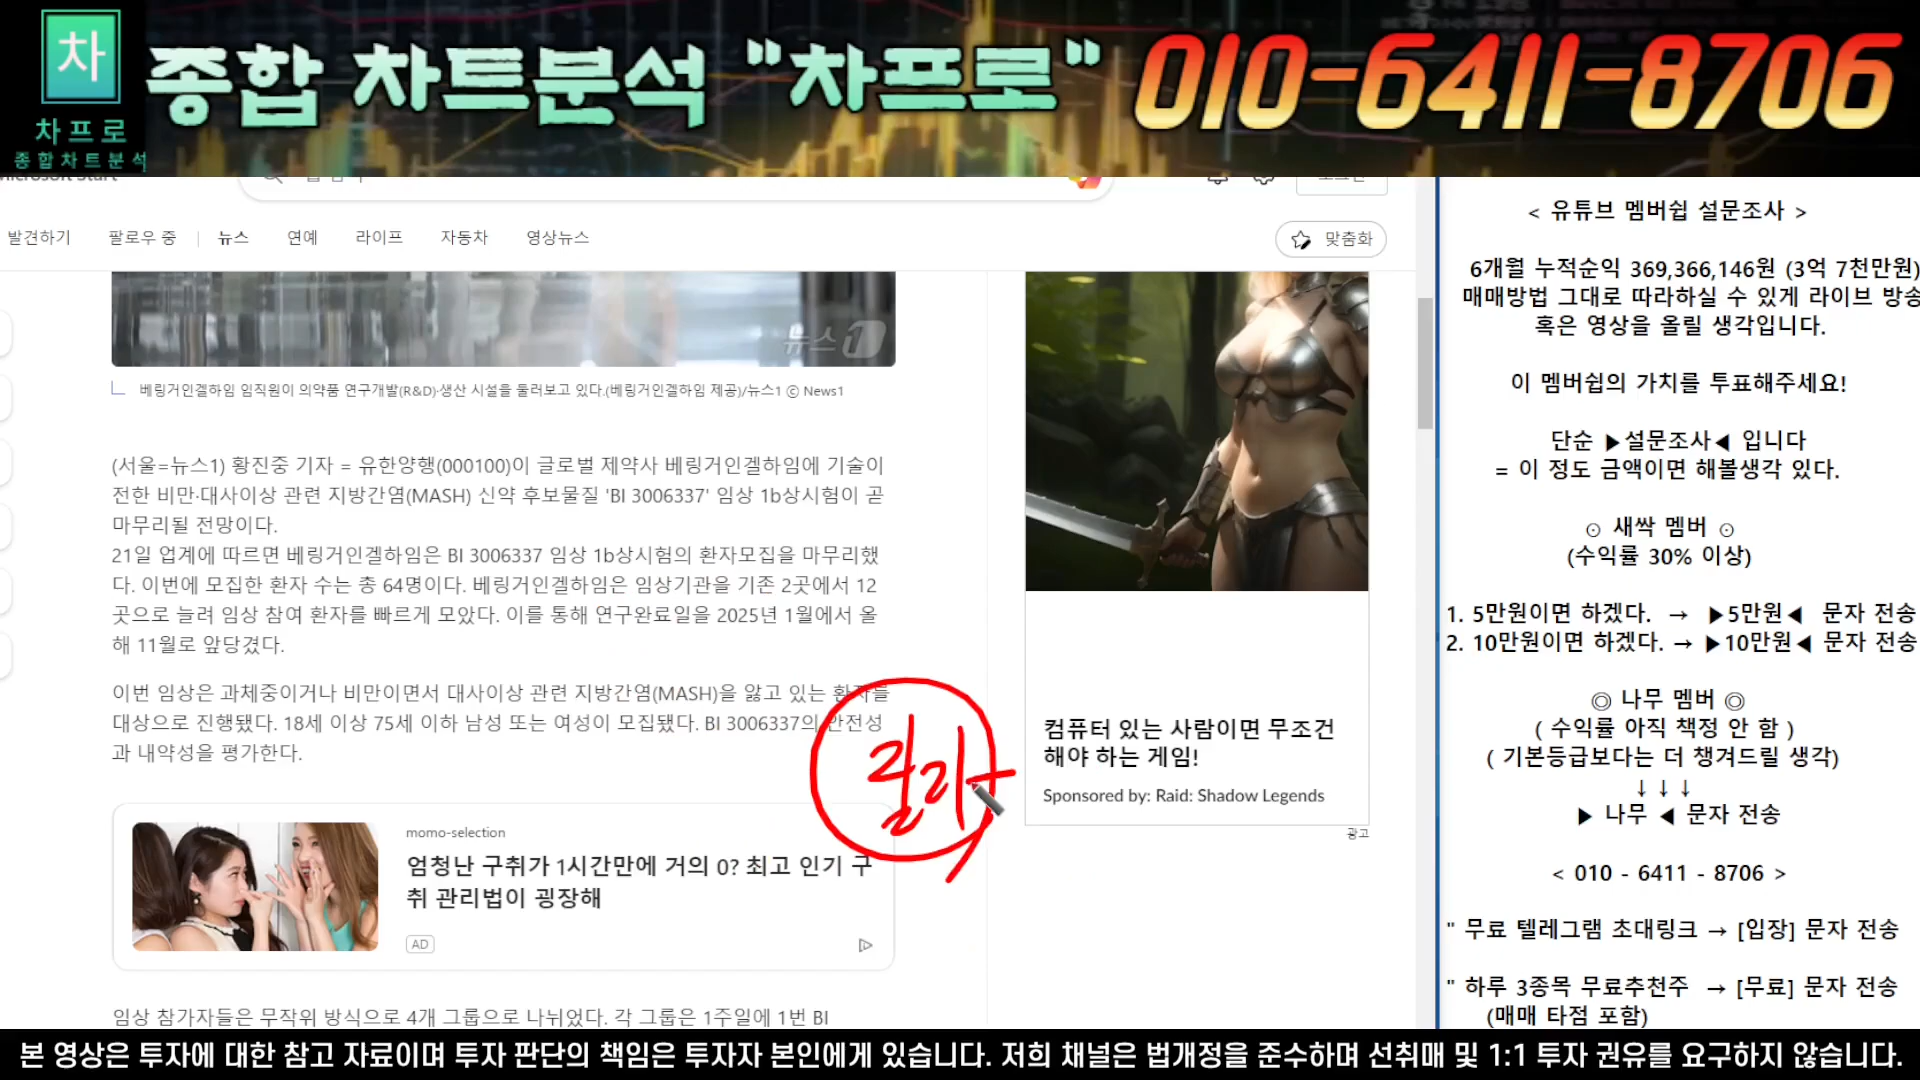 차
차프로
종합차트분석
종합 차트분석 "차프로" 010-6411-8706
발견하기 팔로우 중 | 뉴스 연예 라이프 자동차 영상뉴스 맞춤화
뉴스1
베링거인겔하임 임직원이 의약품 연구개발(R&D)·생산 시설을 둘러보고 있다.(베링거인겔하임 제공)/뉴스1 ⓒ News1
(서울=뉴스1) 황진중 기자 = 유한양행(000100)이 글로벌 제약사 베링거인겔하임에 기술이
전한 비만·대사이상 관련 지방간염(MASH) 신약 후보물질 'BI 3006337' 임상 1b상시험이 곧
마무리될 전망이다.
21일 업계에 따르면 베링거인겔하임은 BI 3006337 임상 1b상시험의 환자모집을 마무리했
다. 이번에 모집한 환자 수는 총 64명이다. 베링거인겔하임은 임상기관을 기존 2곳에서 12
곳으로 늘려 임상 참여 환자를 빠르게 모았다. 이를 통해 연구완료일을 2025년 1월에서 올
해 11월로 앞당겼다.
이번 임상은 과체중이거나 비만이면서 대사이상 관련 지방간염(MASH)을 앓고 있는 환자를
대상으로 진행됐다. 18세 이상 75세 이하 남성 또는 여성이 모집됐다. BI 3006337의 안전성
과 내약성을 평가한다.
momo-selection
엄청난 구취가 1시간만에 거의 0? 최고 인기 구
취 관리법이 굉장해
AD
임상 참가자들은 무작위 방식으로 4개 그룹으로 나뉘었다. 각 그룹은 1주일에 1번 BI
컴퓨터 있는 사람이면 무조건
해야 하는 게임!
Sponsored by: Raid: Shadow Legends
광고
< 유튜브 멤버쉽 설문조사 >
6개월 누적순익 369,366,146원 (3억 7천만원)
매매방법 그대로 따라하실 수 있게 라이브 방송
혹은 영상을 올릴 생각입니다.
이 멤버쉽의 가치를 투표해주세요!
단순 ▶설문조사◀ 입니다
= 이 정도 금액이면 해볼생각 있다.
⊙ 새싹 멤버 ⊙
(수익률 30% 이상)
1. 5만원이면 하겠다. → ▶5만원◀ 문자 전송
2. 10만원이면 하겠다. → ▶10만원◀ 문자 전송
◎ 나무 멤버 ◎
( 수익률 아직 책정 안 함 )
( 기본등급보다는 더 챙겨드릴 생각)
↓ ↓ ↓
▶ 나무 ◀ 문자 전송
< 010 - 6411 - 8706 >
" 무료 텔레그램 초대링크 → [입장] 문자 전송
" 하루 3종목 무료추천주 → [무료] 문자 전송
(매매 타점 포함)
본 영상은 투자에 대한 참고 자료이며 투자 판단의 책임은 투자자 본인에게 있습니다. 저희 채널은 법개정을 준수하며 선취매 및 1:1 투자 권유를 요구하지 않습니다.